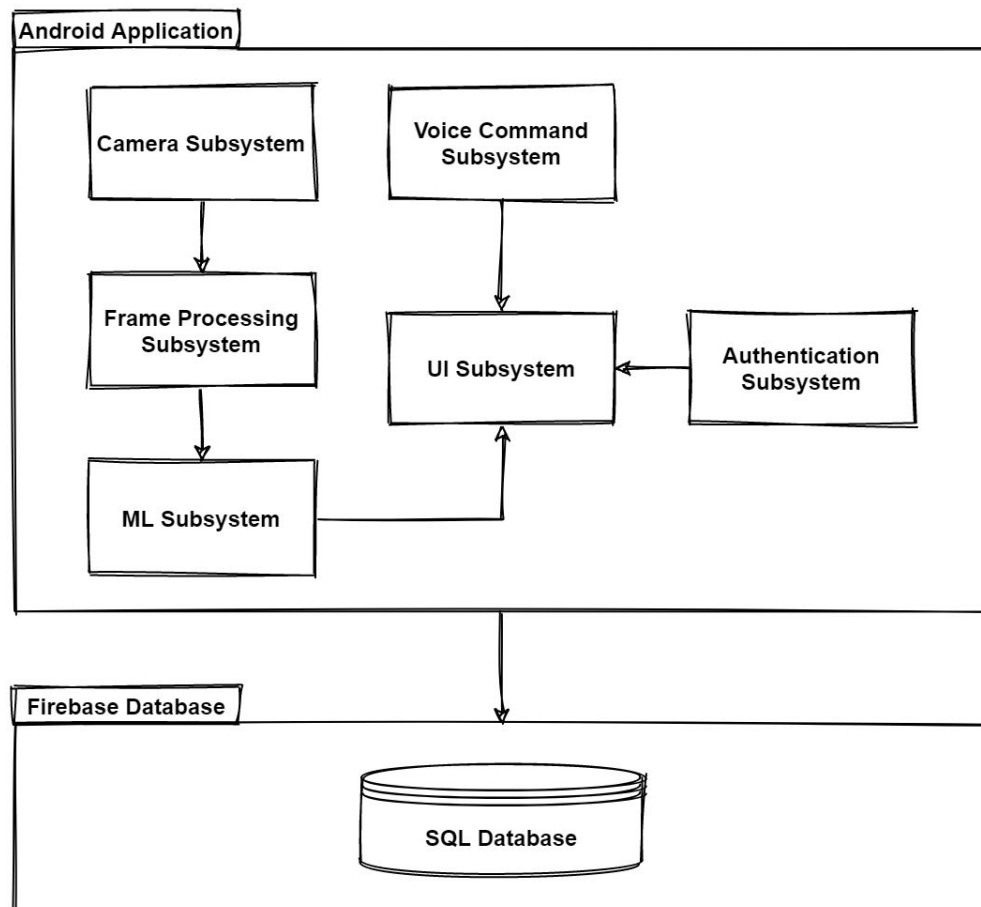 Android Application
Camera Subsystem
Voice Command
Subsystem
Frame Processing
Subsystem
UI Subsystem
Authentication
Subsystem
ML Subsystem
Firebase Database
SQL Database